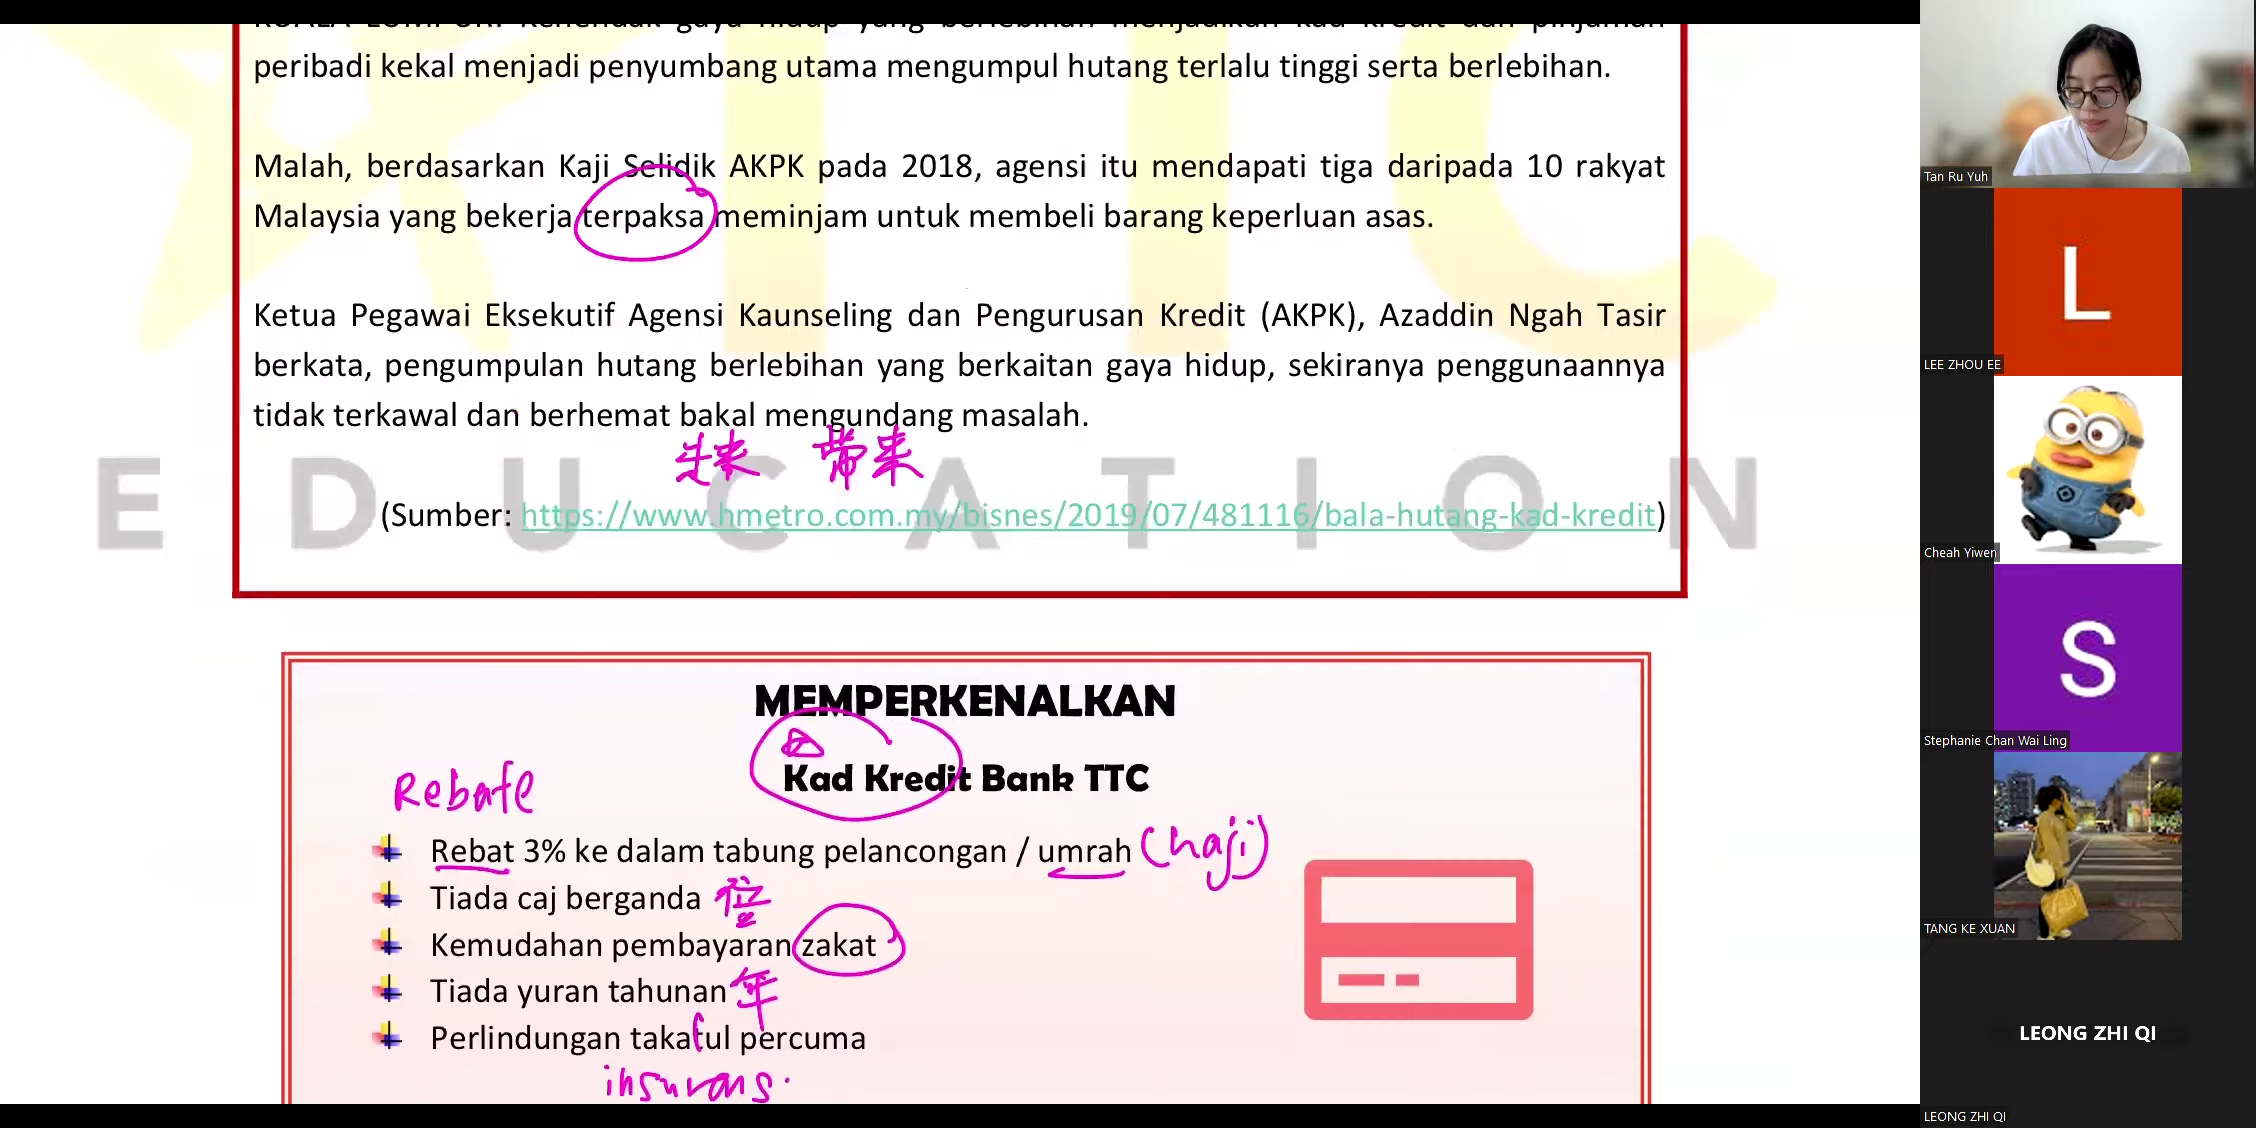 peribadi kekal menjadi penyumbang utama mengumpul hutang terlalu tinggi serta berlebihan.
Malah, berdasarkan Kaji Selidik AKPK pada 2018, agensi itu mendapati tiga daripada 10 rakyat
Malaysia yang bekerja terpaksa meminjam untuk membeli barang keperluan asas.
Ketua Pegawai Eksekutif Agensi Kaunseling dan Pengurusan Kredit (AKPK), Azaddin Ngah Tasir
berkata, pengumpulan hutang berlebihan yang berkaitan gaya hidup, sekiranya penggunaannya
tidak terkawal dan berhemat bakal mengundang masalah.
带来
EDUCATION
(Sumber: https://www.hmetro.com.my/bisnes/2019/07/481116/bala-hutang-kad-kredit)
MEMPERKENALKAN
Kad Kredit Bank TTC
Rebate
Rebat 3% ke dalam tabung pelancongan / umrah (haji)
Tiada caj berganda
Kemudahan pembayaran zakat
Tiada yuran tahunan 年
Perlindungan takaful percuma
insurans
Tan Ru Yuh
L
LEE ZHOU EE
Cheah Yiwen
S
Stephanie Chan Wai Ling
TANG KE XUAN
LEONG ZHI QI
LEONG ZHI QI